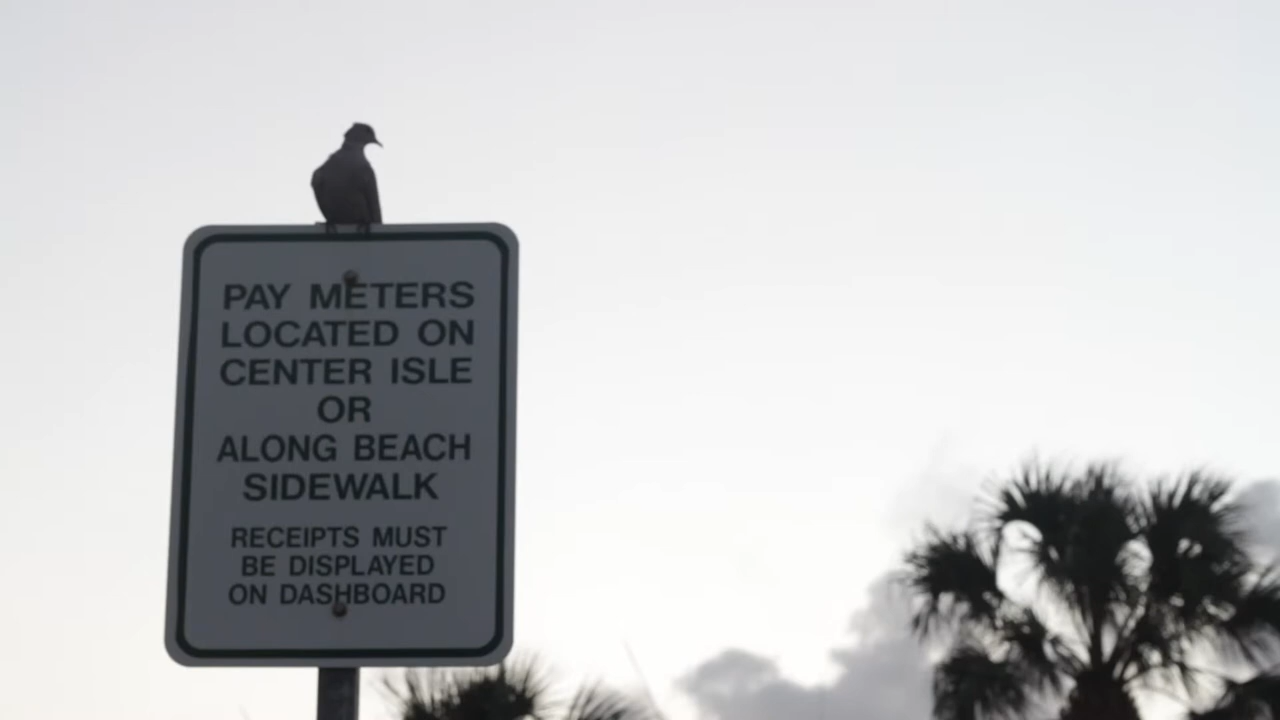 PAY METERS
LOCATED ON
CENTER ISLE
OR
ALONG BEACH
SIDEWALK
RECEIPTS MUST
BE DISPLAYED
ON DASHBOARD